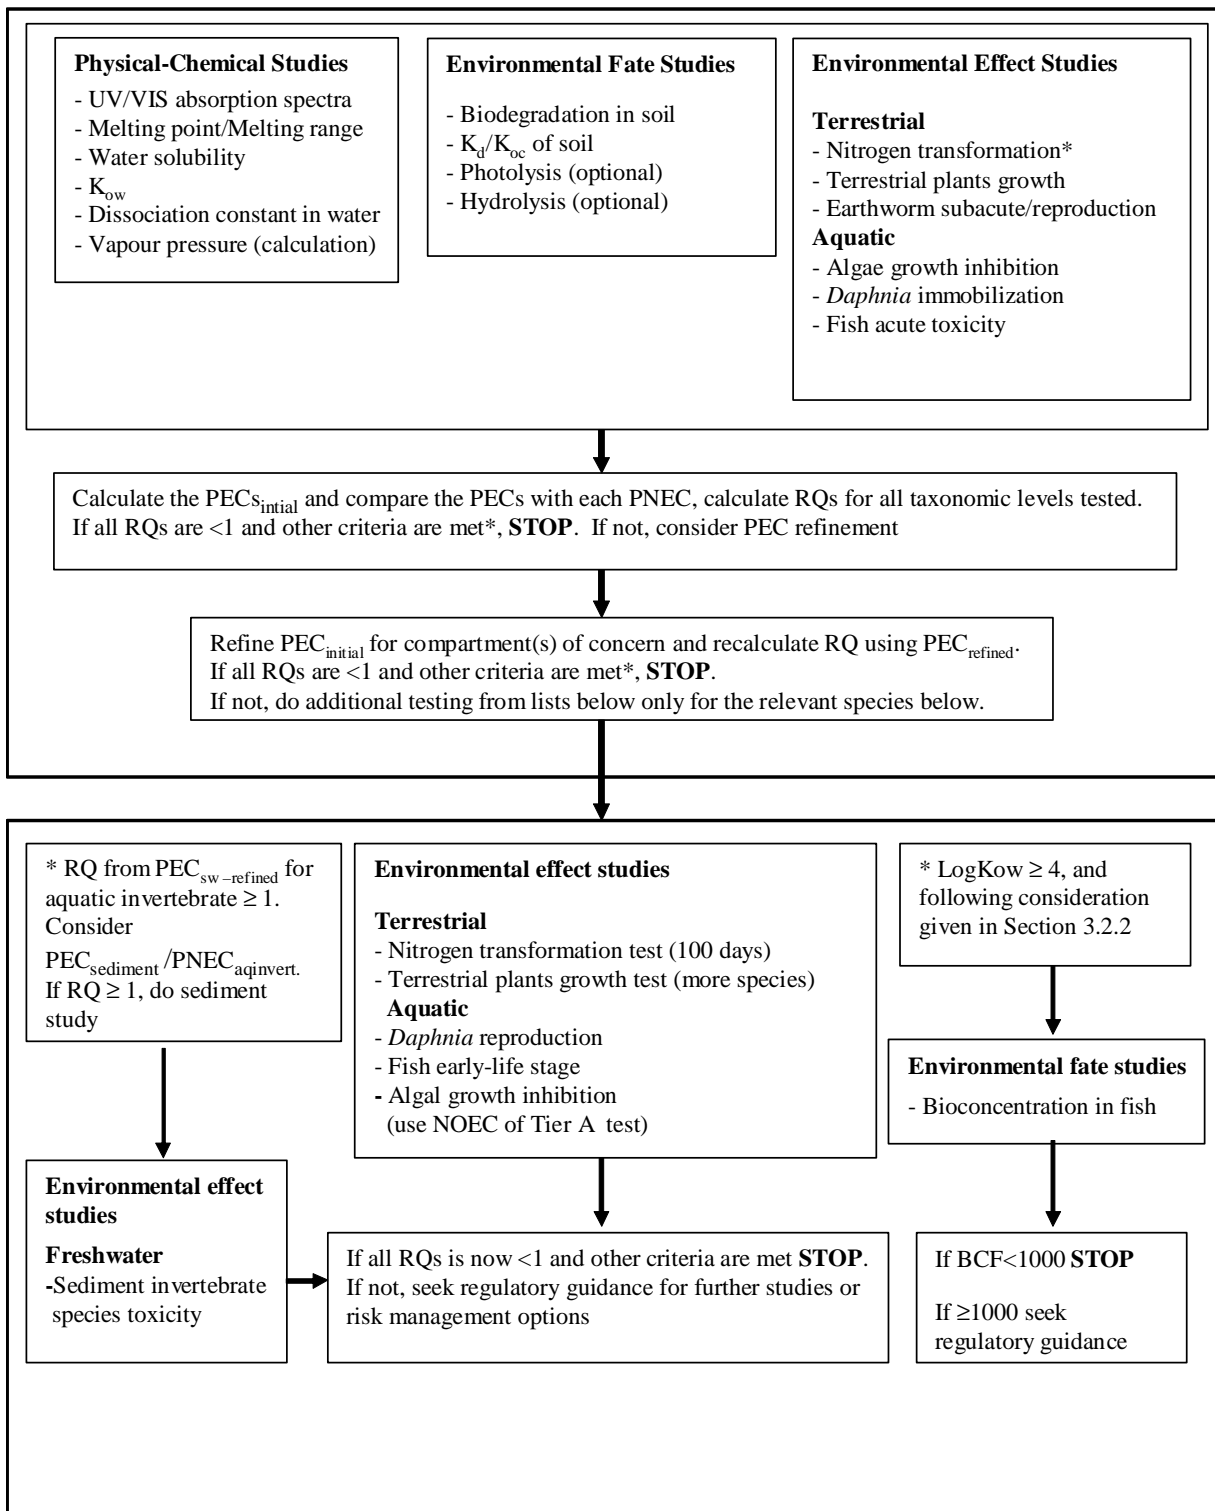 Physical-Chemical Studies
- UV/VIS absorption spectra
- Melting point/Melting range
- Water solubility
- Kow
- Dissociation constant in water
- Vapour pressure (calculation)
Environmental Fate Studies
- Biodegradation in soil
- Kd/Koc of soil
- Photolysis (optional)
- Hydrolysis (optional)
Environmental Effect Studies
Terrestrial
- Nitrogen transformation*
- Terrestrial plants growth
- Earthworm subacute/reproduction
Aquatic
- Algae growth inhibition
- Daphnia immobilization
- Fish acute toxicity
Calculate the PECsintial and compare the PECs with each PNEC, calculate RQs for all taxonomic levels tested.
If all RQs are <1 and other criteria are met*, STOP. If not, consider PEC refinement
Refine PECinitial for compartment(s) of concern and recalculate RQ using PECrefined.
If all RQs are <1 and other criteria are met*, STOP.
If not, do additional testing from lists below only for the relevant species below.
* RQ from PECsw–refined for
aquatic invertebrate ≥ 1.
Consider
PECsediment /PNECaqinvert.
If RQ ≥ 1, do sediment
study
Environmental effect studies
Terrestrial
- Nitrogen transformation test (100 days)
- Terrestrial plants growth test (more species)
Aquatic
- Daphnia reproduction
- Fish early-life stage
- Algal growth inhibition
(use NOEC of Tier A test)
* LogKow ≥ 4, and
following consideration
given in Section 3.2.2
Environmental fate studies
- Bioconcentration in fish
Environmental effect
studies
Freshwater
-Sediment invertebrate
species toxicity
If all RQs is now <1 and other criteria are met STOP.
If not, seek regulatory guidance for further studies or
risk management options
If BCF<1000 STOP
If ≥1000 seek
regulatory guidance